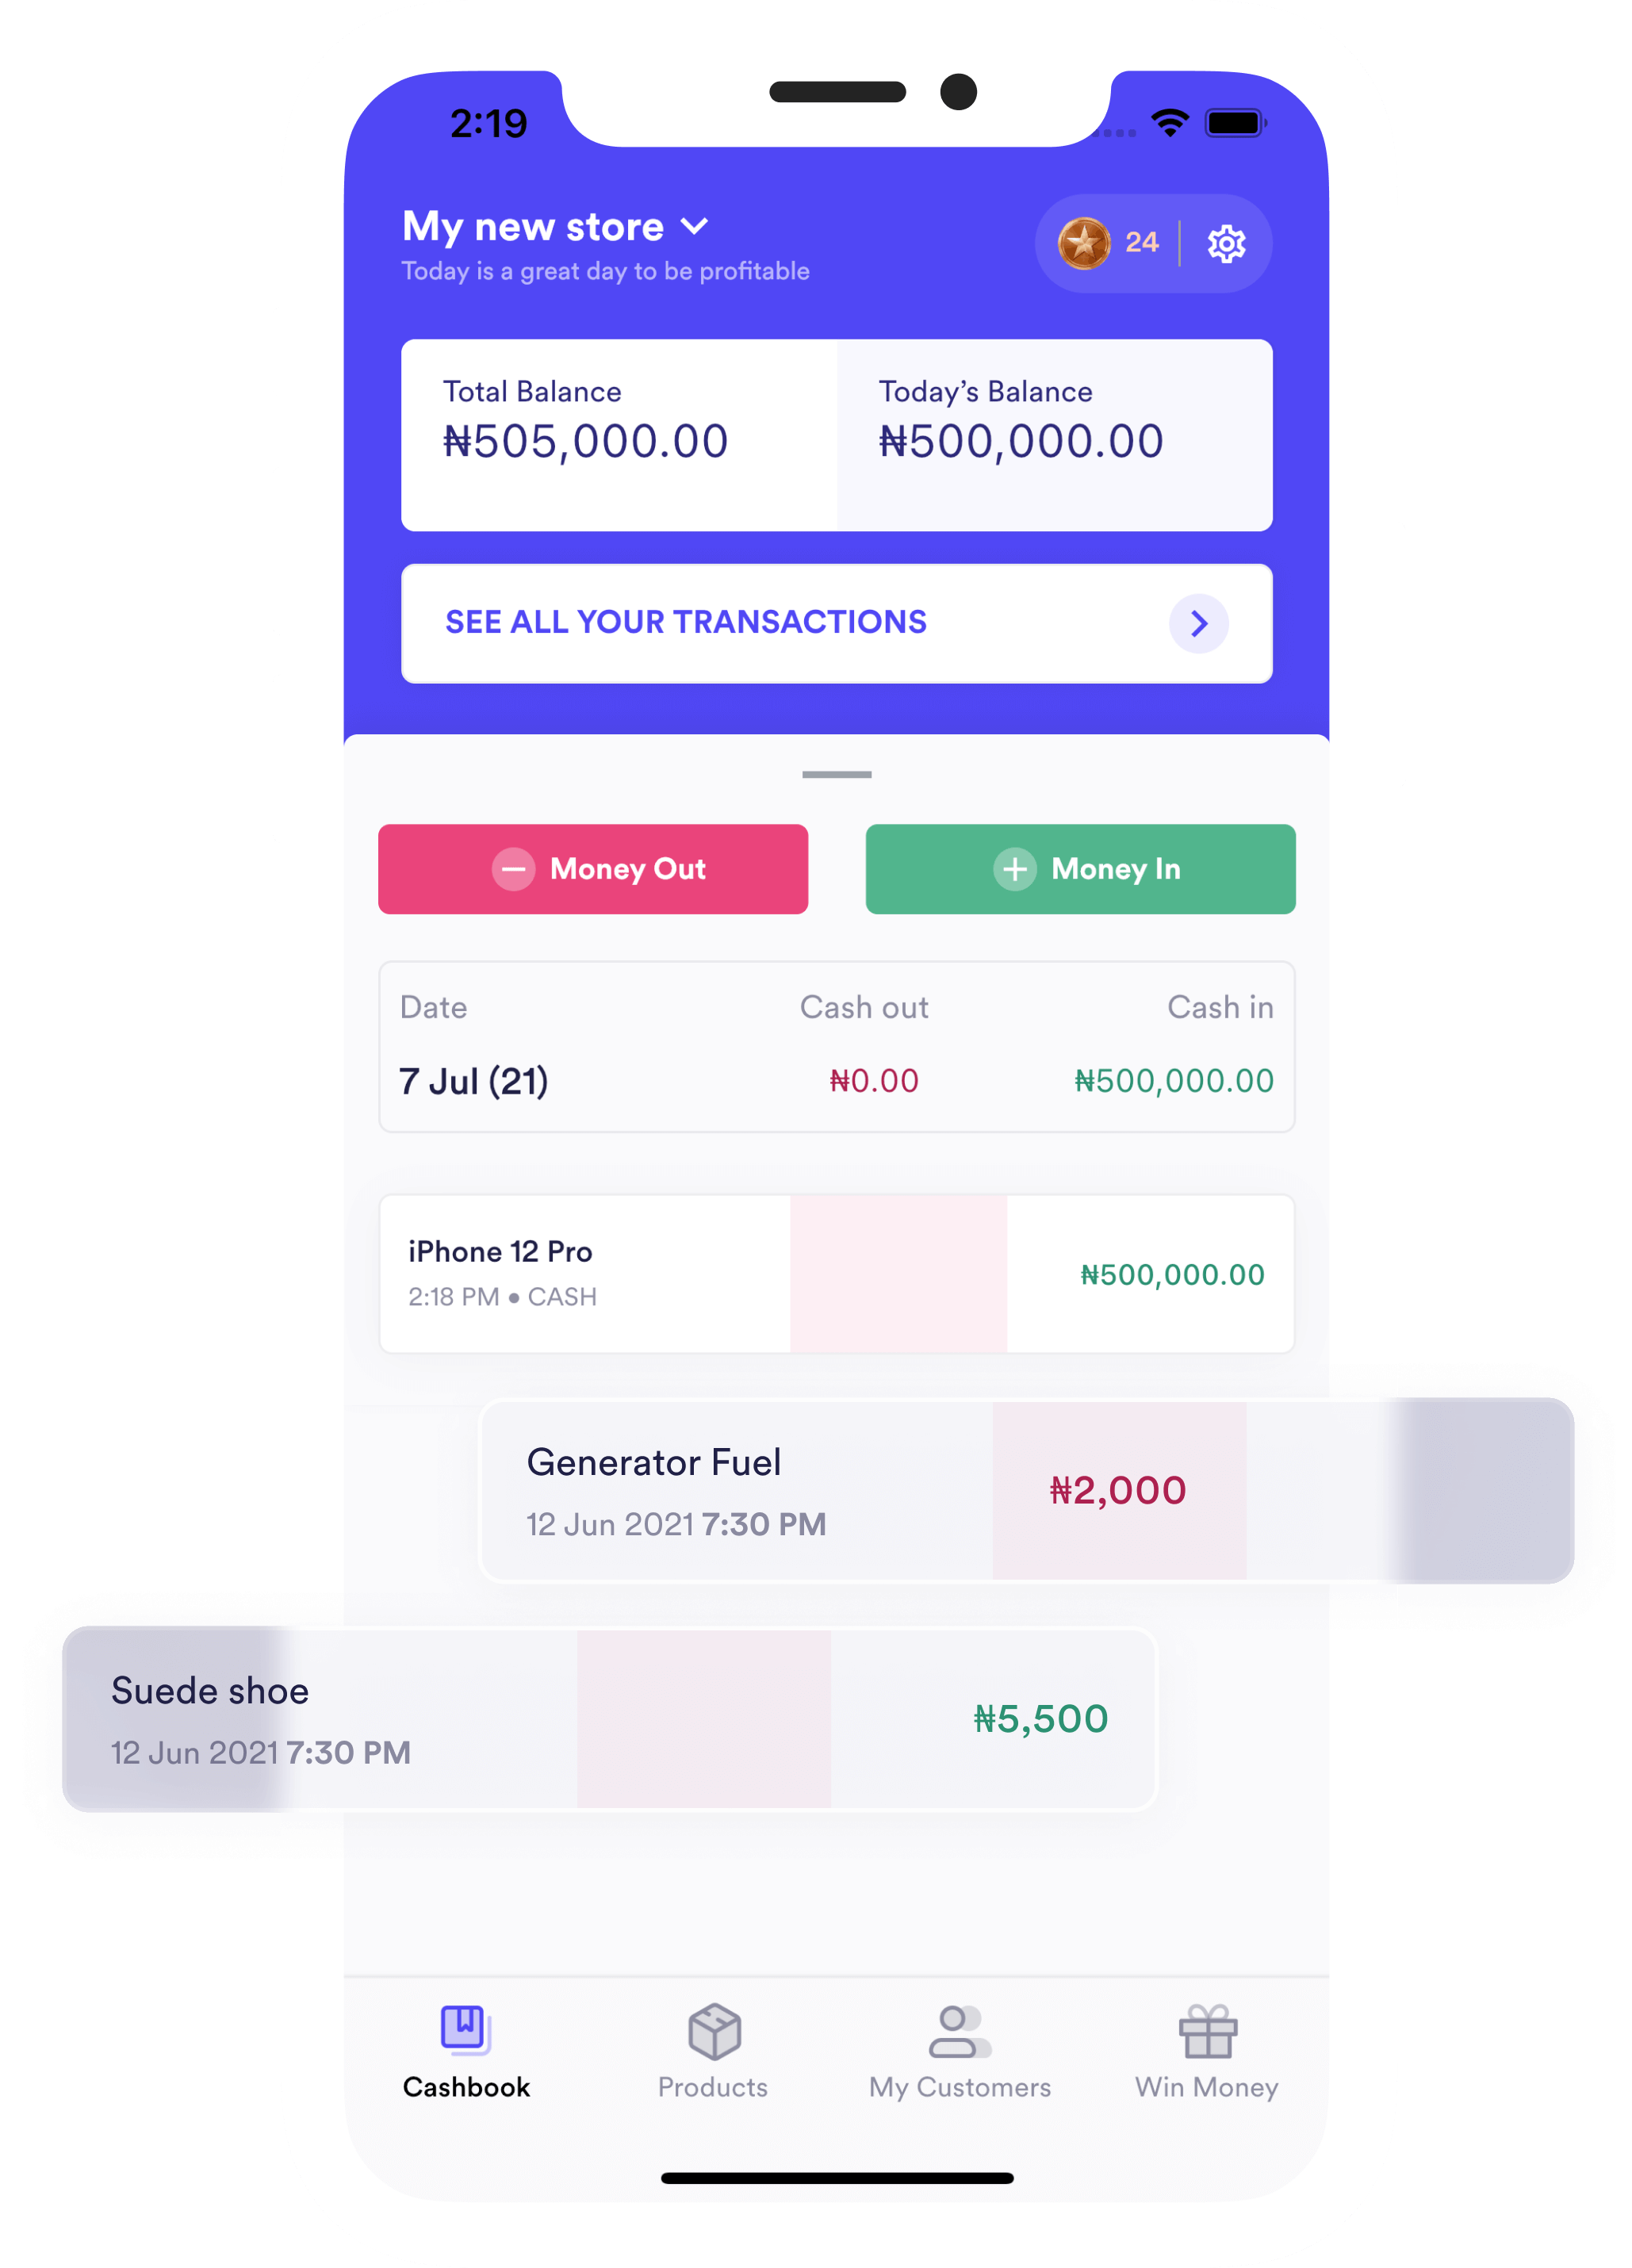 2:19
My new store
Today is a great day to be profitable
24
Total Balance
₦505,000.00
Today’s Balance
₦500,000.00
SEE ALL YOUR TRANSACTIONS
Money Out
Money In
Date Cash out Cash in
7 Jul (21) ₦0.00 ₦500,000.00
iPhone 12 Pro
2:18 PM • CASH
₦500,000.00
Generator Fuel
12 Jun 2021 7:30 PM
₦2,000
Suede shoe
12 Jun 2021 7:30 PM
₦5,500
Cashbook Products My Customers Win Money